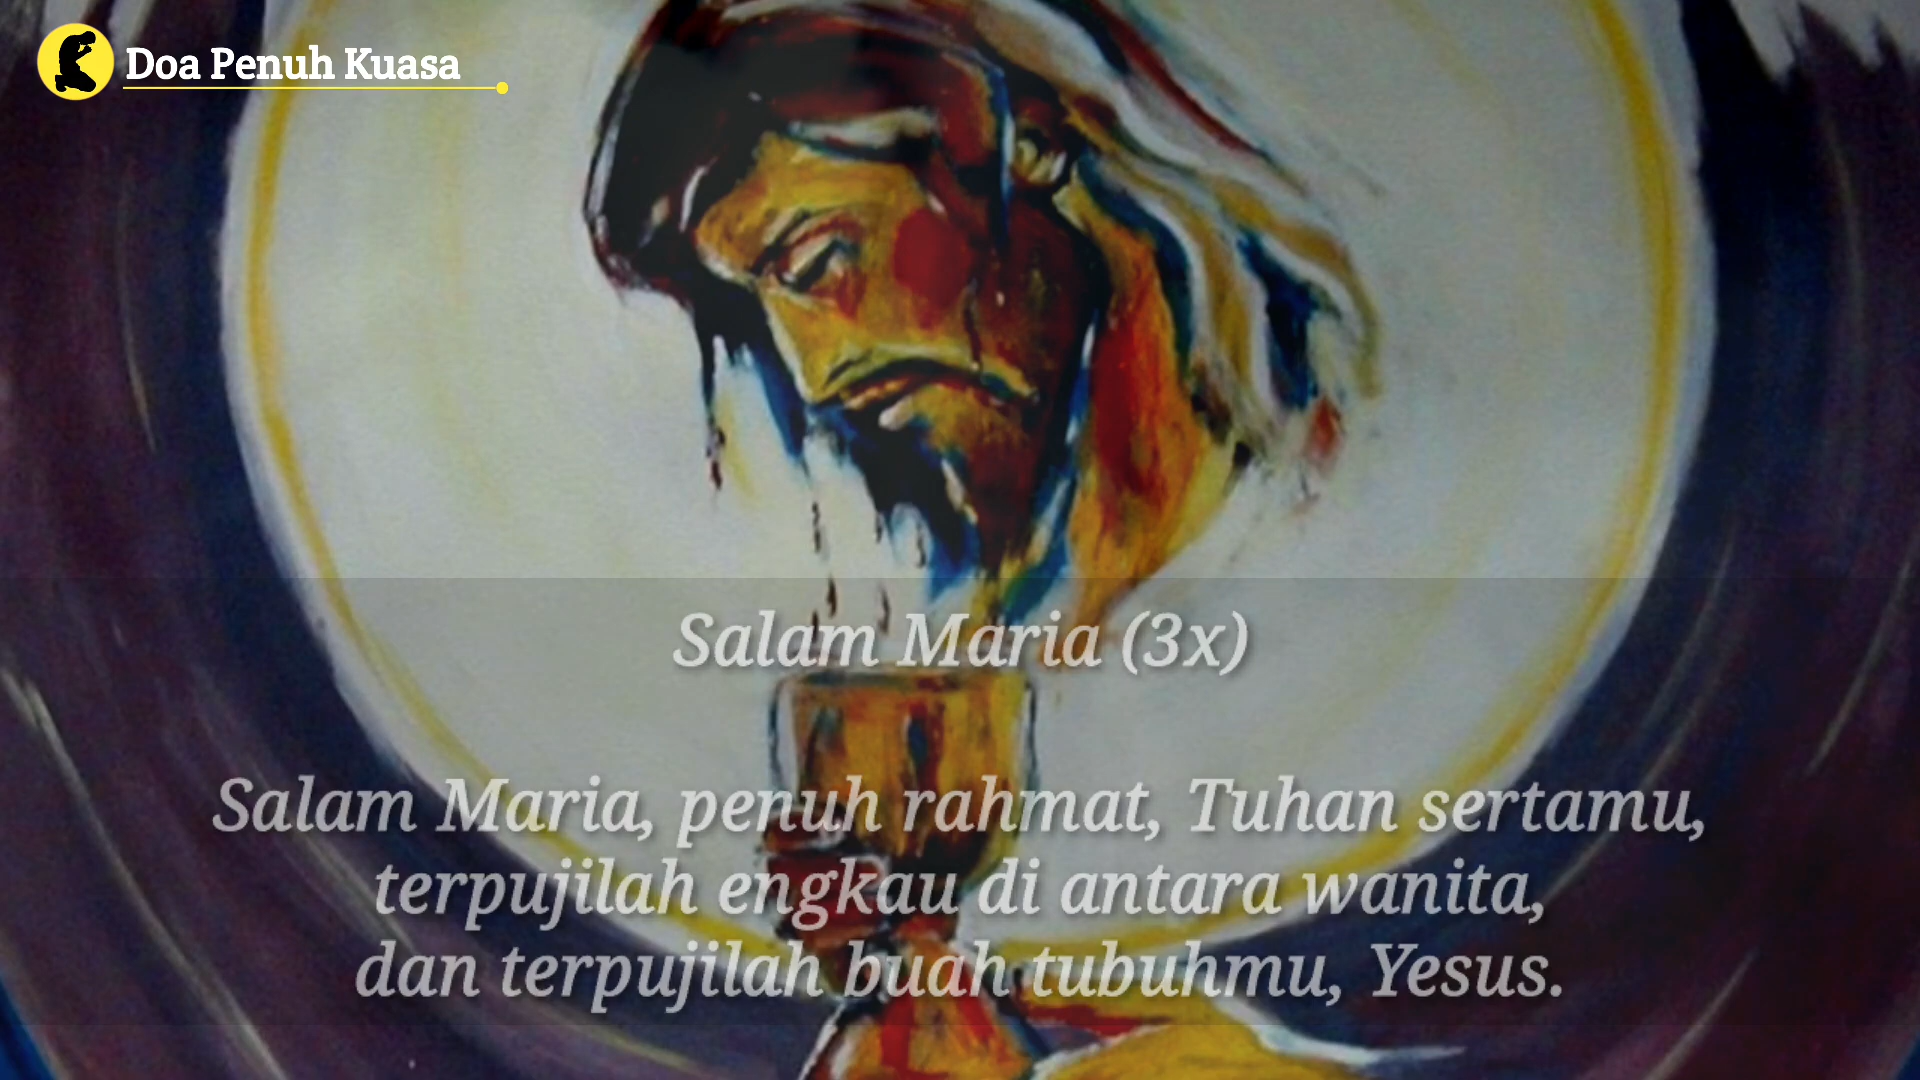 Doa Penuh Kuasa
Salam Maria (3x)
Salam Maria, penuh rahmat, Tuhan sertamu,
terpujilah engkau di antara wanita,
dan terpujilah buah tubuhmu, Yesus.